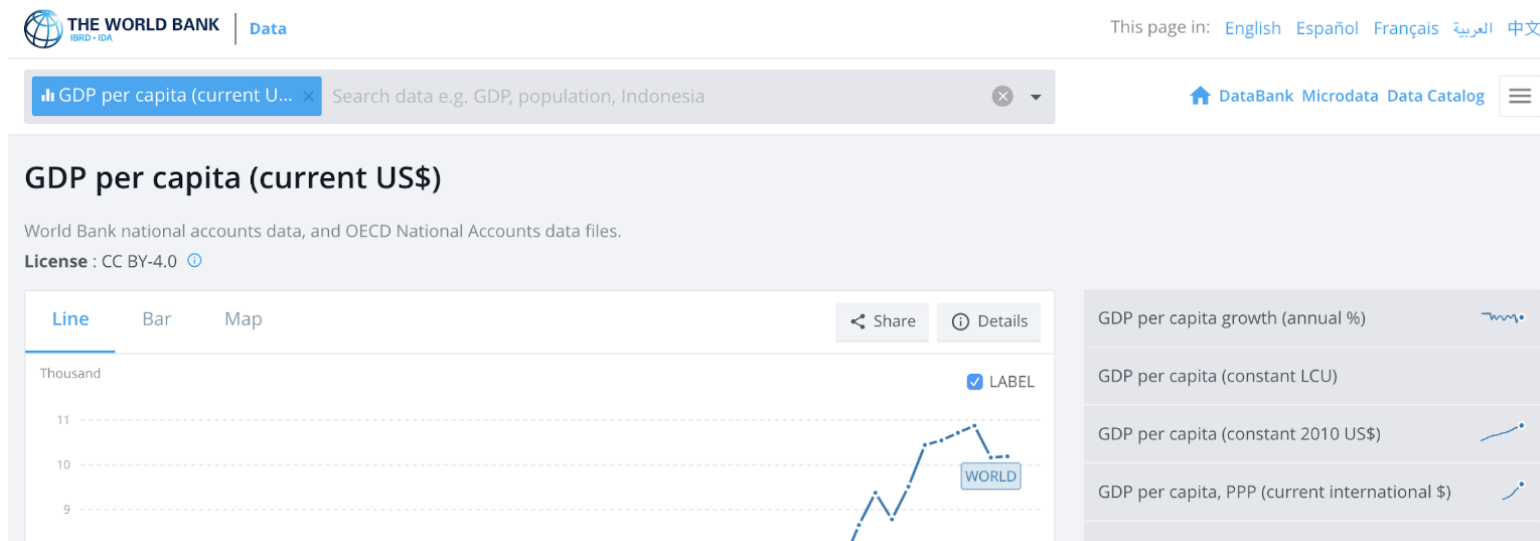 THE WORLD BANK
IBRD • IDA
Data
This page in: English Español Français العربية 中文
GDP per capita (current U... ×
Search data e.g. GDP, population, Indonesia
DataBank Microdata Data Catalog
GDP per capita (current US$)
World Bank national accounts data, and OECD National Accounts data files.
License : CC BY-4.0
Line Bar Map
Share Details
Thousand
LABEL
11
10
9
WORLD
GDP per capita growth (annual %)
GDP per capita (constant LCU)
GDP per capita (constant 2010 US$)
GDP per capita, PPP (current international $)